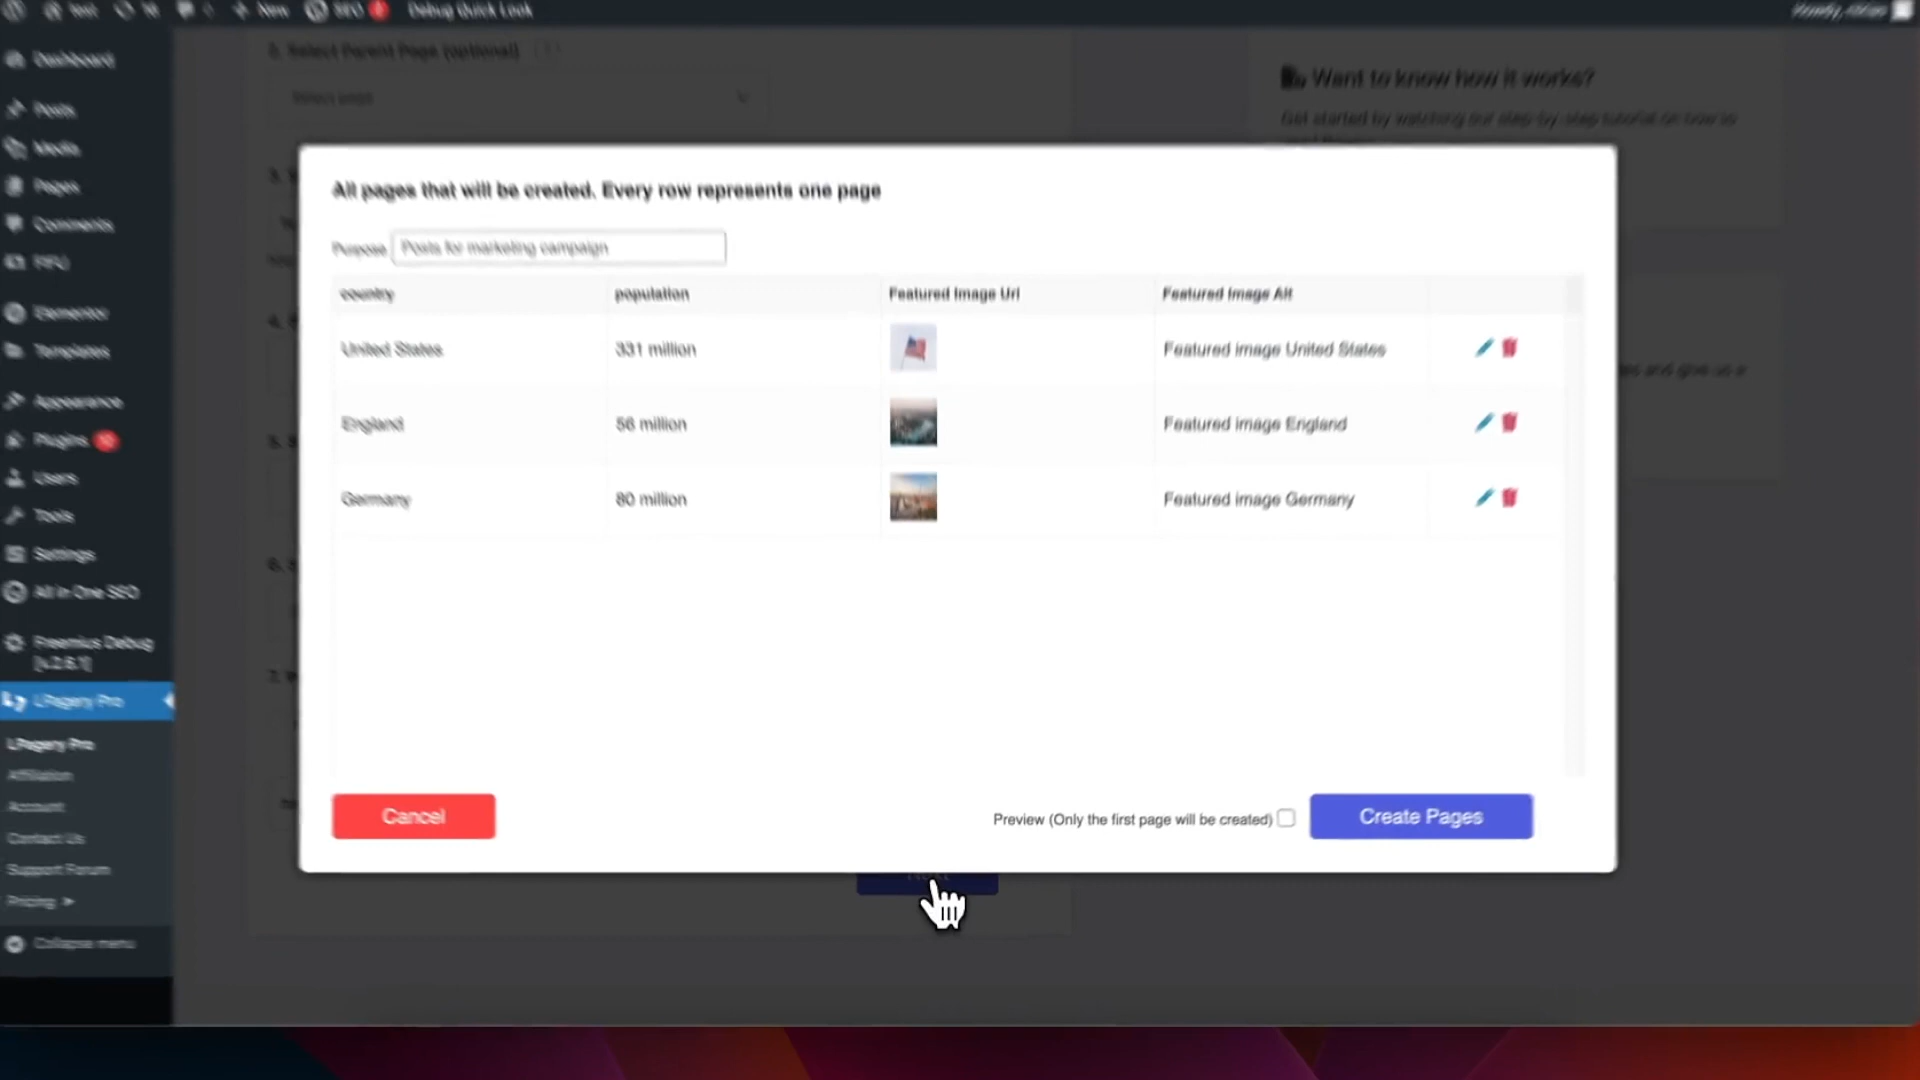 New
SEO
Debug Quick Look
Dashboard
Posts
Media
Pages
Comments
Elementor
Templates
Appearance
Plugins
Users
Tools
Settings
All in One SEO
Freemius Debug
[v.2.6.1]
LPagery Pro
LPagery Pro
Affiliation
Account
Contact Us
Support Forum
Pricing ➤
Collapse menu
Select Parent Page (optional)
Select page
Want to know how it works?
Get started by watching our step-by-step tutorial on how to
All pages that will be created. Every row represents one page
Purpose Posts for marketing campaign
country population Featured Image Url Featured Image Alt
United States 331 million Featured image United States
England 56 million Featured image England
Germany 80 million Featured image Germany
and give us a
Cancel
Preview (Only the first page will be created)
Create Pages